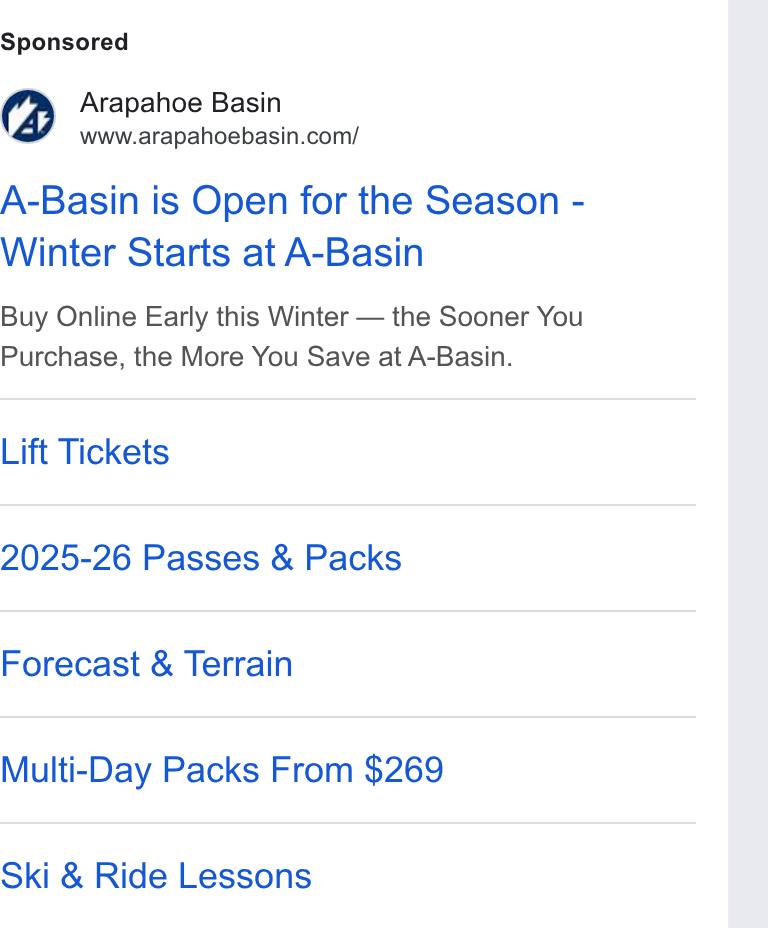 Sponsored
Arapahoe Basin
www.arapahoebasin.com/
A-Basin is Open for the Season -
Winter Starts at A-Basin
Buy Online Early this Winter — the Sooner You
Purchase, the More You Save at A-Basin.
Lift Tickets
2025-26 Passes & Packs
Forecast & Terrain
Multi-Day Packs From $269
Ski & Ride Lessons